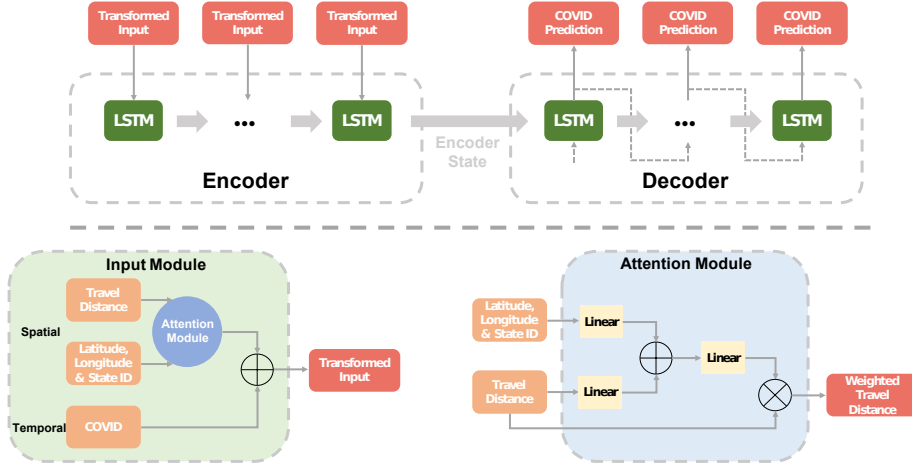 Transformed
Input
Transformed
Input
Transformed
Input
COVID
Prediction
COVID
Prediction
COVID
Prediction
LSTM
...
LSTM
Encoder
State
LSTM
...
LSTM
Encoder
Decoder
Input Module
Travel
Distance
Spatial
Attention
Module
Latitude,
Longitude
& State ID
Transformed
Input
Temporal
COVID
Attention Module
Latitude,
Longitude
& State ID
Linear
Linear
Travel
Distance
Linear
Weighted
Travel
Distance